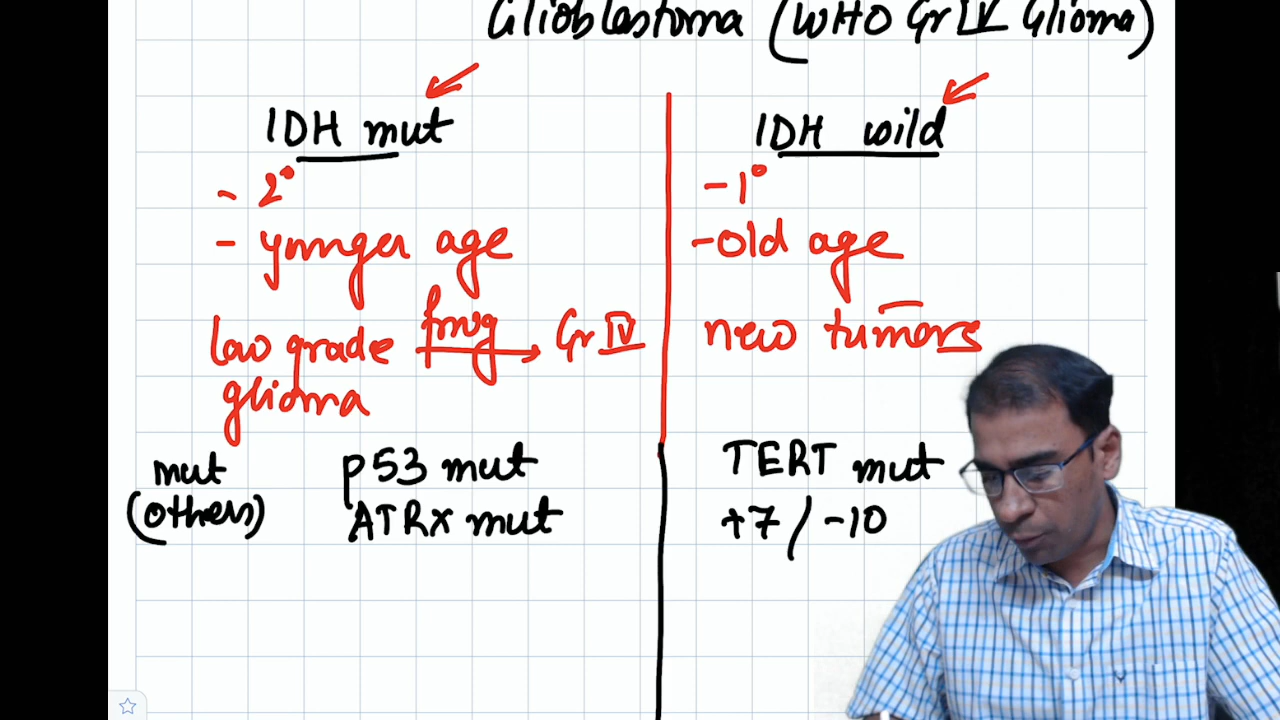 Glioblastoma (WHO Gr IV Glioma)
IDH mut
- 2°
- younger age
low grade prog → Gr IV
glioma
mut p53 mut
(others) ATRX mut
IDH wild
- 1°
- old age
new tumors
TERT mut
+7 / -10